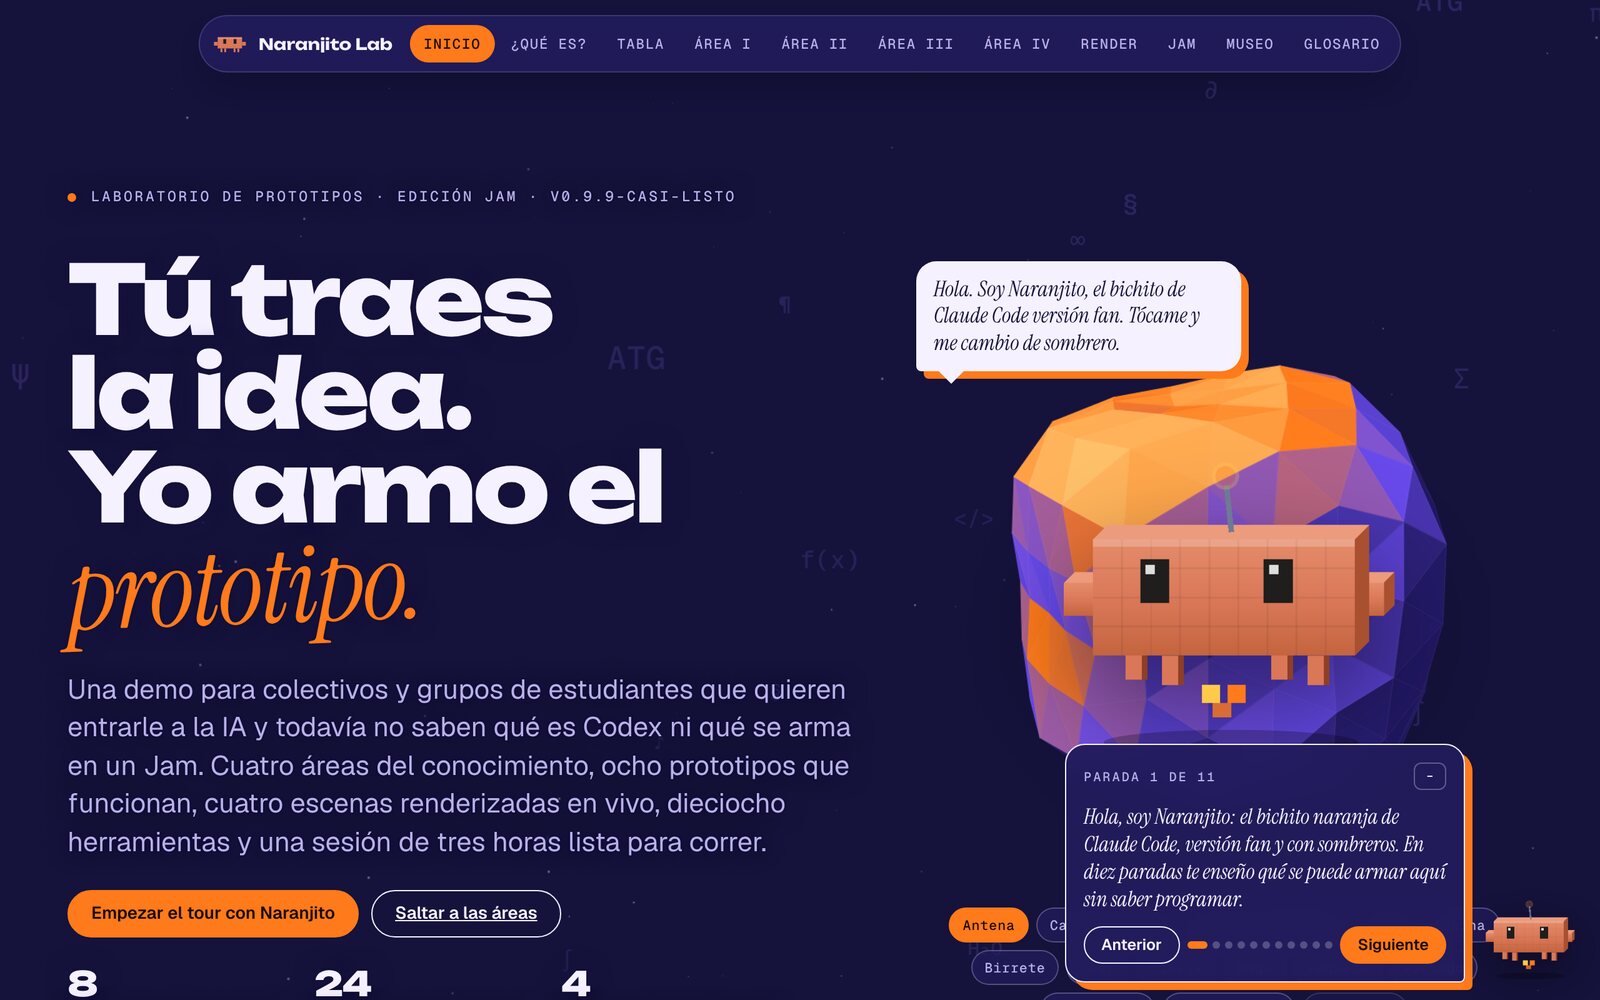 Naranjito Lab
INICIO
¿QUÉ ES?
TABLA
ÁREA I
ÁREA II
ÁREA III
ÁREA IV
RENDER
JAM
MUSEO
GLOSARIO
ATG
∂
LABORATORIO DE PROTOTIPOS · EDICIÓN JAM · V0.9.9-CASI-LISTO
§
∞
Tú traes
la idea.
Yo armo el
prototipo.
¶
ATG
ψ
Σ
</>
f(x)
Hola. Soy Naranjito, el bichito de
Claude Code versión fan. Tócame y
me cambio de sombrero.
Una demo para colectivos y grupos de estudiantes que quieren
entrarle a la IA y todavía no saben qué es Codex ni qué se arma
en un Jam. Cuatro áreas del conocimiento, ocho prototipos que
funcionan, cuatro escenas renderizadas en vivo, dieciocho
herramientas y una sesión de tres horas lista para correr.
Empezar el tour con Naranjito
Saltar a las áreas
8
24
4
PARADA 1 DE 11
-
Hola, soy Naranjito: el bichito naranja de
Claude Code, versión fan y con sombreros. En
diez paradas te enseño qué se puede armar aquí
sin saber programar.
Anterior
Siguiente
Antena
Ca
na
Birrete